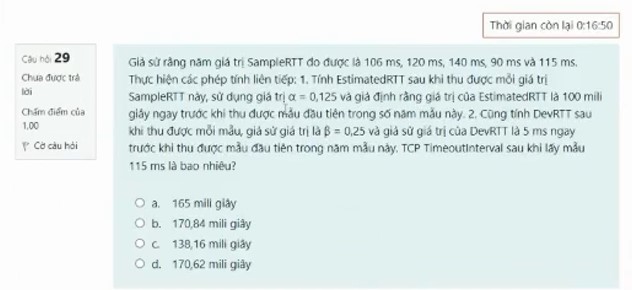 Thời gian còn lại 0:16:50
Câu hỏi 29
Chưa được trả
lời
Chấm điểm của
1,00
Cờ câu hỏi
Giả sử rằng năm giá trị SampleRTT đo được là 106 ms, 120 ms, 140 ms, 90 ms và 115 ms.
Thực hiện các phép tính liên tiếp: 1. Tính EstimatedRTT sau khi thu được mỗi giá trị
SampleRTT này, sử dụng giá trị α = 0,125 và giả định rằng giá trị của EstimatedRTT là 100 mili
giây ngay trước khi thu được mẫu đầu tiên trong số năm mẫu này. 2. Cũng tính DevRTT sau
khi thu được mỗi mẫu, giả sử giá trị là β = 0,25 và giả sử giá trị của DevRTT là 5 ms ngay
trước khi thu được mẫu đầu tiên trong năm mẫu này. TCP TimeoutInterval sau khi lấy mẫu
115 ms là bao nhiêu?
a. 165 mili giây
b. 170,84 mili giây
c. 138,16 mili giây
d. 170,62 mili giây